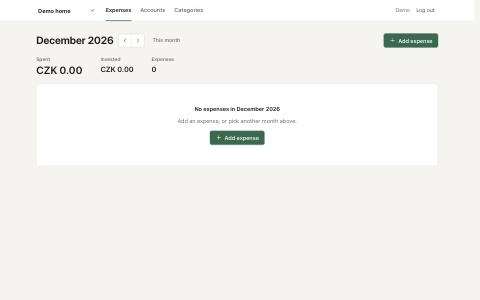 Demo home Expenses Accounts Categories Demo Log out
December 2026 This month + Add expense
Spent Invested Expenses
CZK 0.00 CZK 0.00 0
No expenses in December 2026
Add an expense, or pick another month above.
+ Add expense